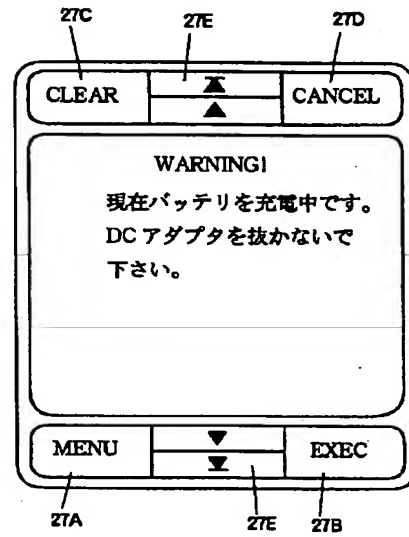 27C 27E 27D
CLEAR CANCEL
WARNING!
現在バッテリを充電中です。
DC アダプタを抜かないで
下さい。
MENU EXEC
27A 27E 27B